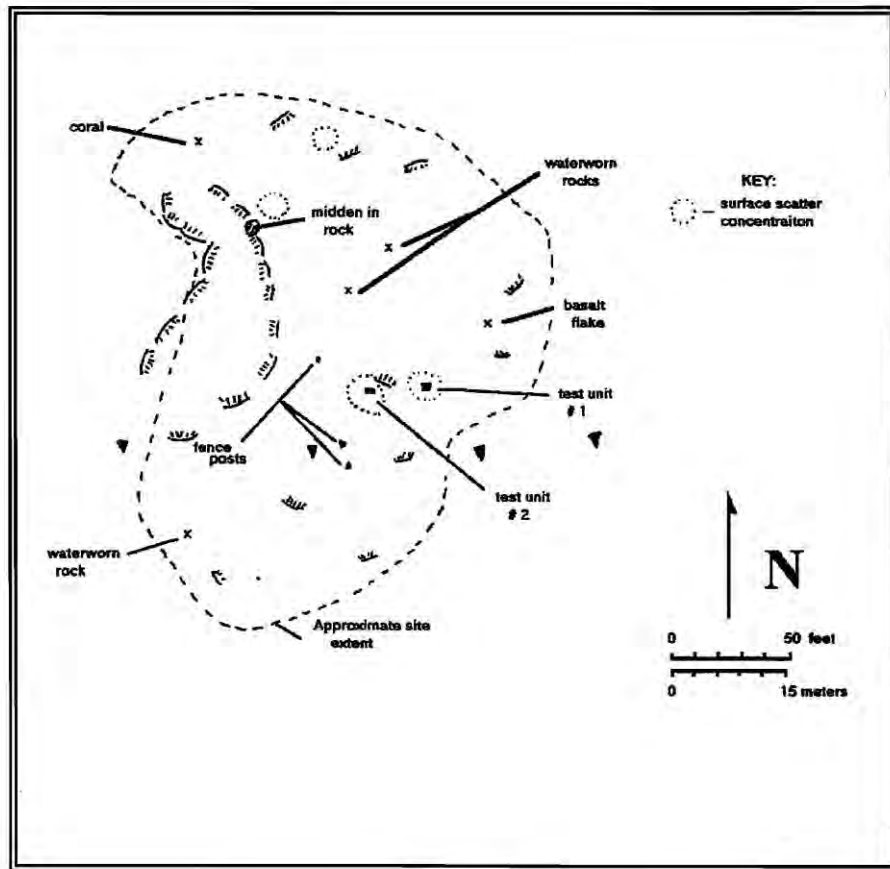 coral
waterworn
rocks
KEY:
surface scatter
concentraiton
midden in
rock
basalt
flake
test unit
# 1
fence
posts
test unit
# 2
waterworn
rock
Approximate site
extent
N
0 50 feet
0 15 meters